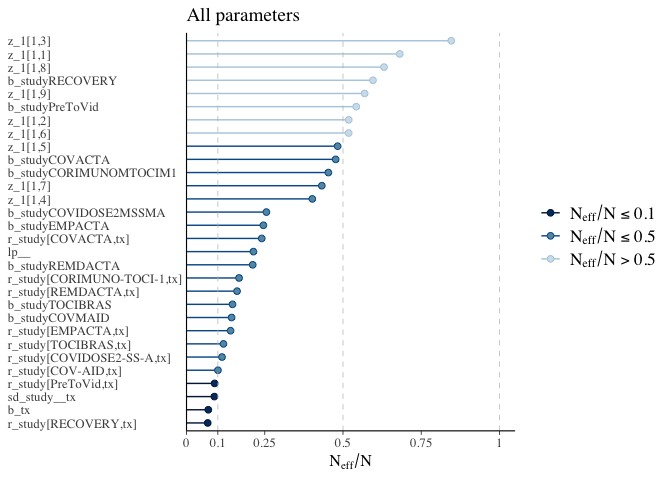 All parameters
z_1[1,3]
z_1[1,1]
z_1[1,8]
b_studyRECOVERY
z_1[1,9]
b_studyPreToVid
z_1[1,2]
z_1[1,6]
z_1[1,5]
b_studyCOVACTA
b_studyCORIMUNOMTOCIM1
z_1[1,7]
z_1[1,4]
b_studyCOVIDOSE2MSSMA
b_studyEMPACTA
r_study[COVACTA,tx]
lp__
b_studyREMDACTA
r_study[CORIMUNO-TOCI-1,tx]
r_study[REMDACTA,tx]
b_studyTOCIBRAS
b_studyCOVMAID
r_study[EMPACTA,tx]
r_study[TOCIBRAS,tx]
r_study[COVIDOSE2-SS-A,tx]
r_study[COV-AID,tx]
r_study[PreToVid,tx]
sd_study__tx
b_tx
r_study[RECOVERY,tx]
0 0.1 0.25 0.5 0.75 1
Neff/N
Neff/N ≤ 0.1
Neff/N ≤ 0.5
Neff/N > 0.5